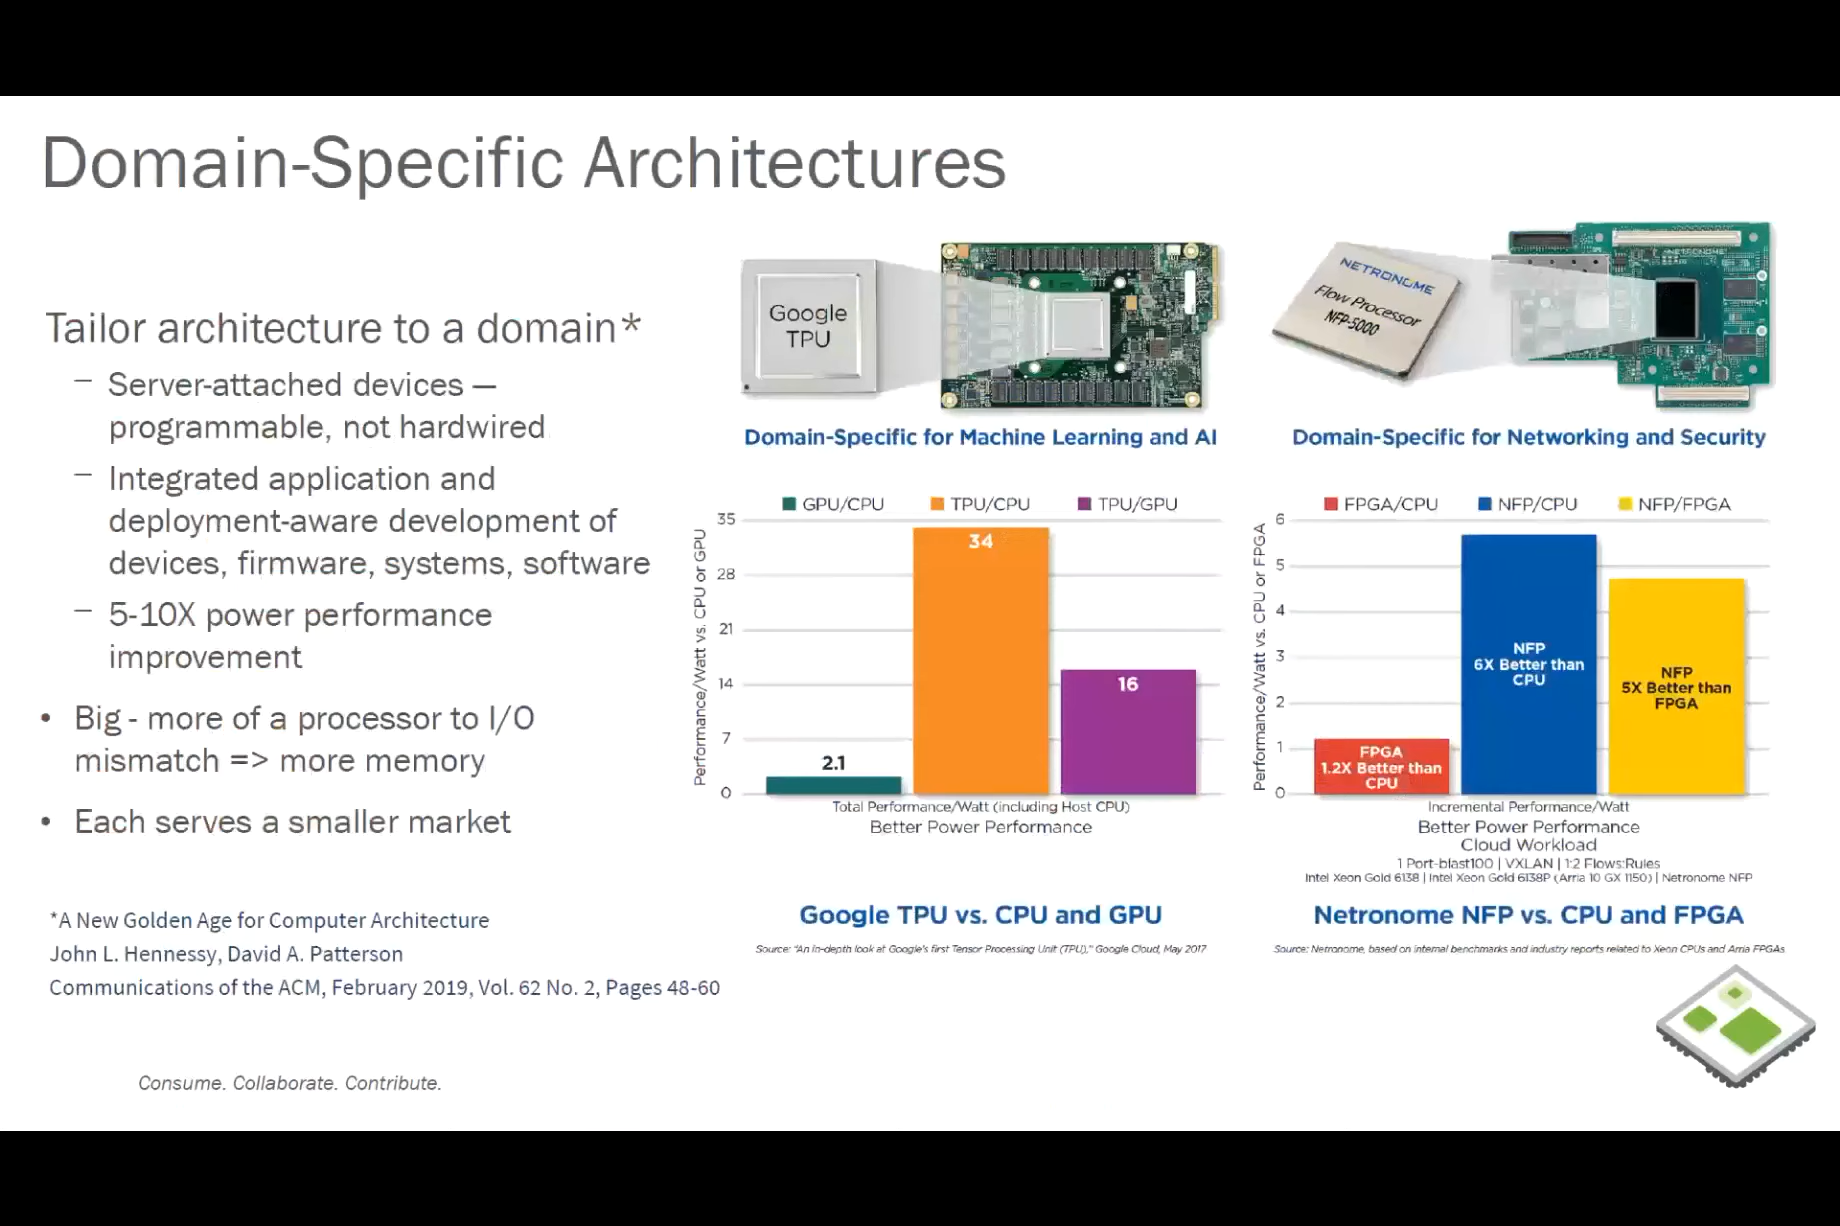 Domain-Specific Architectures
Tailor architecture to a domain*
– Server-attached devices —
programmable, not hardwired
– Integrated application and
deployment-aware development of
devices, firmware, systems, software
– 5-10X power performance
improvement
• Big - more of a processor to I/O
mismatch => more memory
• Each serves a smaller market
*A New Golden Age for Computer Architecture
John L. Hennessy, David A. Patterson
Communications of the ACM, February 2019, Vol. 62 No. 2, Pages 48-60
Consume. Collaborate. Contribute.
Google
TPU
Domain-Specific for Machine Learning and AI
GPU/CPU TPU/CPU TPU/GPU
Performance/Watt vs. CPU or GPU
35
28
21
14
7
0
2.1
34
16
Total Performance/Watt (including Host CPU)
Better Power Performance
Google TPU vs. CPU and GPU
Source: "An in-depth look at Google's first Tensor Processing Unit (TPU)," Google Cloud, May 2017
NETRONOME
Flow Processor
NFP-5000
NETRONOME
Domain-Specific for Networking and Security
FPGA/CPU NFP/CPU NFP/FPGA
Performance/Watt vs. CPU or FPGA
6
5
4
3
2
1
0
FPGA
1.2X Better than
CPU
NFP
6X Better than
CPU
NFP
5X Better than
FPGA
Incremental Performance/Watt
Better Power Performance
Cloud Workload
1 Port-blast100 | VXLAN | 1:2 Flows:Rules
Intel Xeon Gold 6138 | Intel Xeon Gold 6138P (Arria 10 GX 1150) | Netronome NFP
Netronome NFP vs. CPU and FPGA
Source: Netronome, based on internal benchmarks and industry reports related to Xeon CPUs and Arria FPGAs